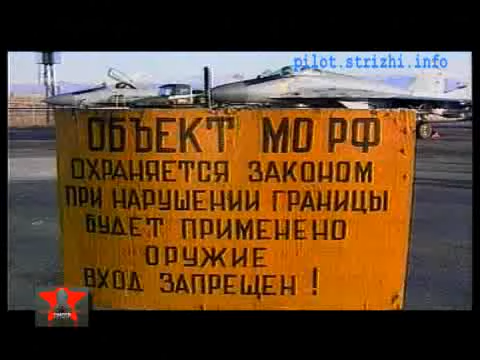 pilot.strizhi.info
ОБЪЕКТ МО РФ
ОХРАНЯЕТСЯ ЗАКОНОМ
ПРИ НАРУШЕНИИ ГРАНИЦЫ
БУДЕТ ПРИМЕНЕНО
ОРУЖИЕ
ВХОД ЗАПРЕЩЕН !